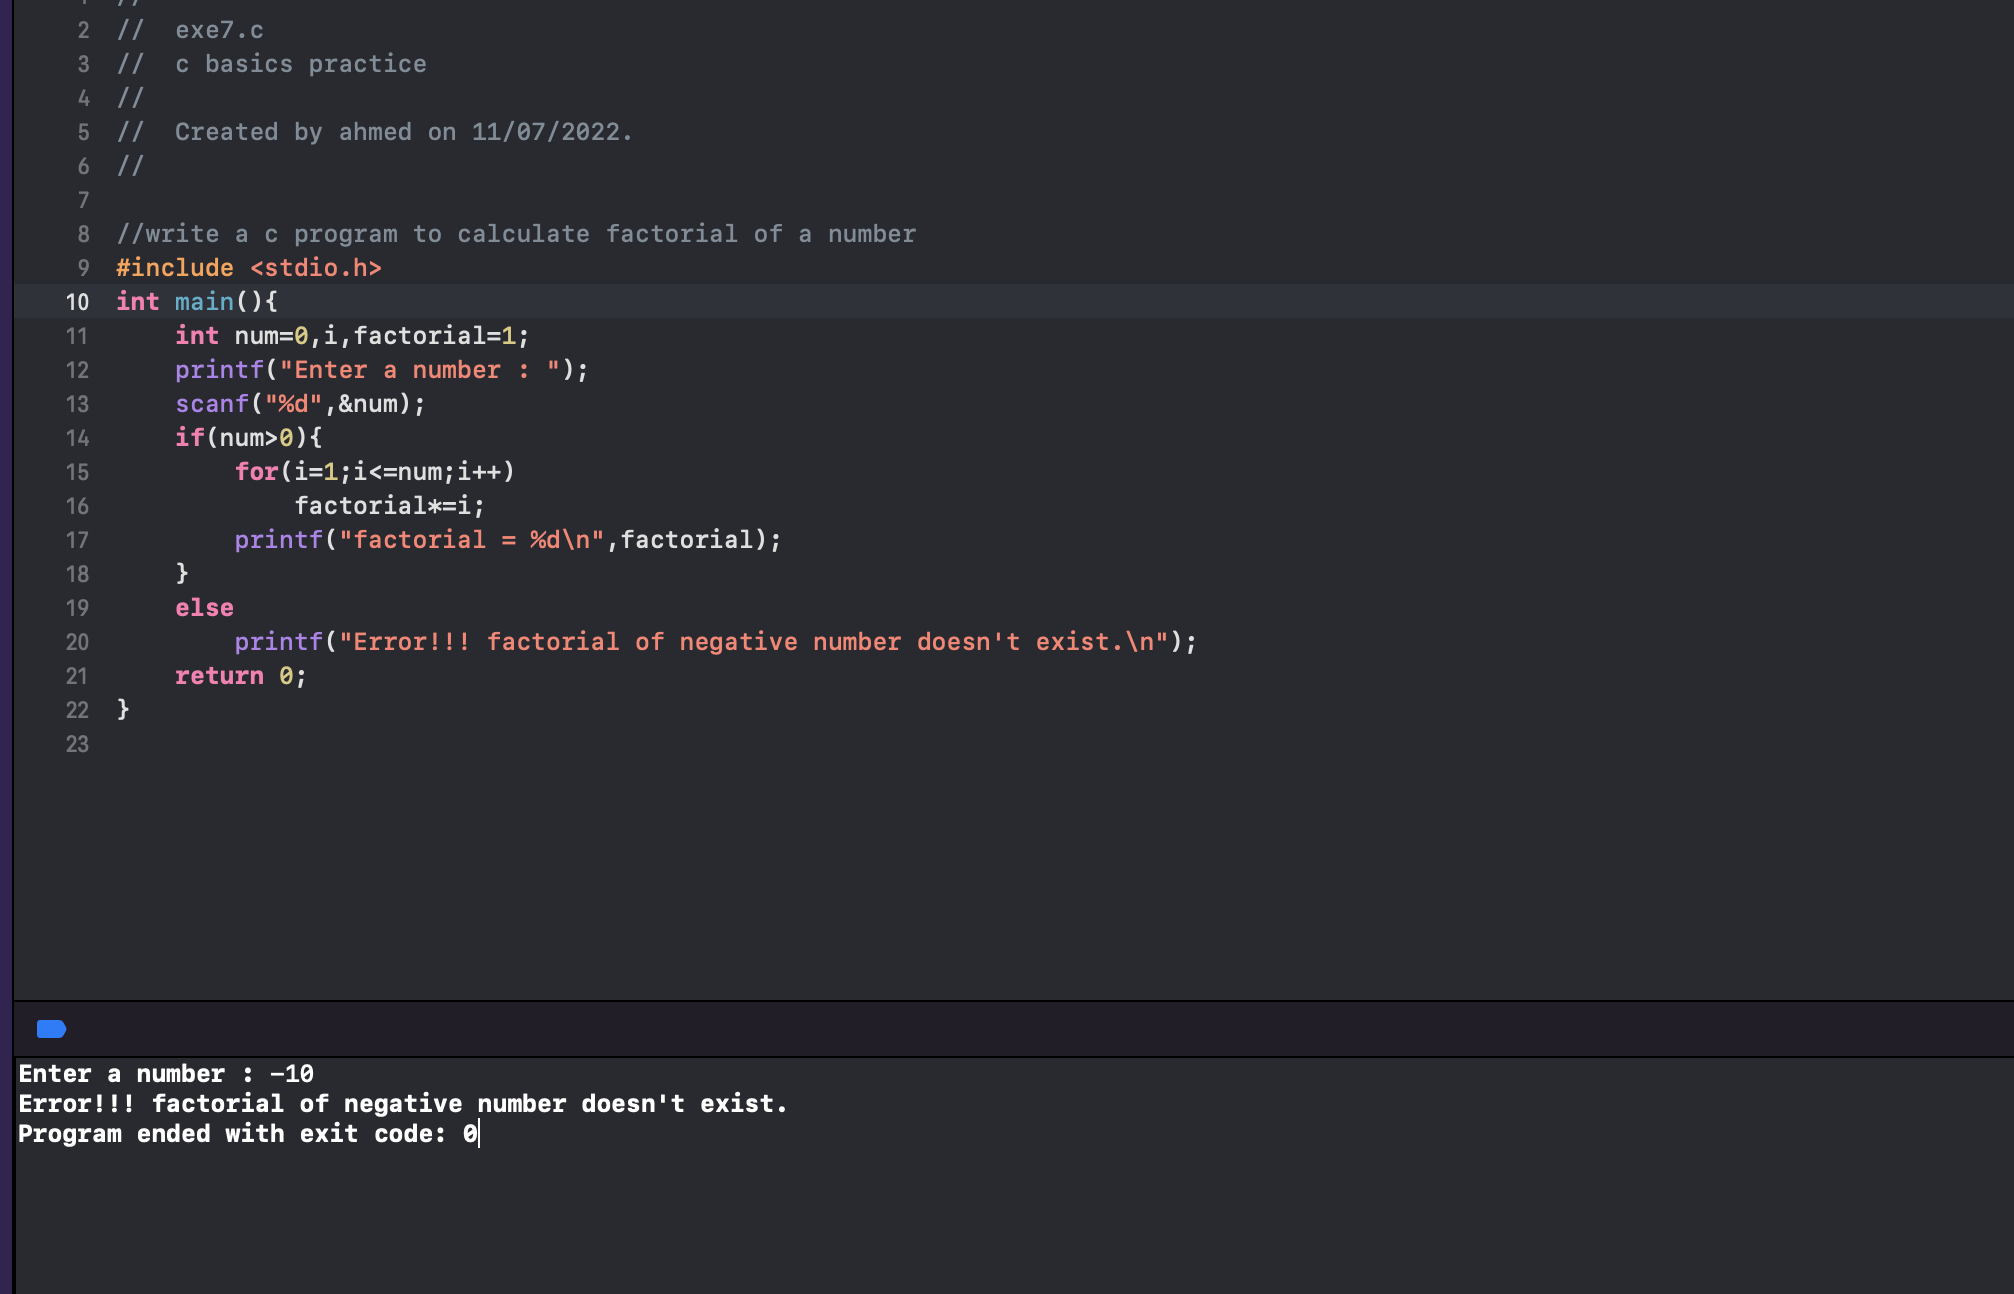 1 //
2 //  exe7.c
3 //  c basics practice
4 //
5 //  Created by ahmed on 11/07/2022.
6 //
7
8 //write a c program to calculate factorial of a number
9 #include <stdio.h>
10 int main(){
11     int num=0,i,factorial=1;
12     printf("Enter a number : ");
13     scanf("%d",&num);
14     if(num>0){
15         for(i=1;i<=num;i++)
16             factorial*=i;
17         printf("factorial = %d\n",factorial);
18     }
19     else
20         printf("Error!!! factorial of negative number doesn't exist.\n");
21     return 0;
22 }
23
Enter a number : -10
Error!!! factorial of negative number doesn't exist.
Program ended with exit code: 0